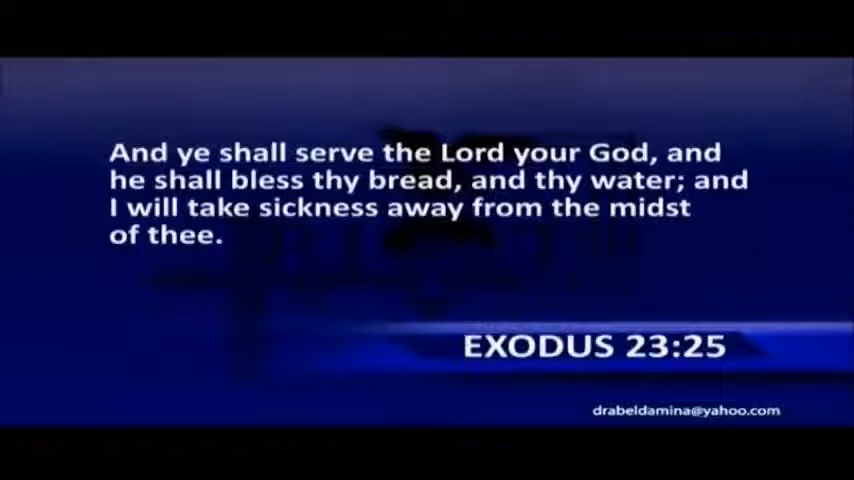 And ye shall serve the Lord your God, and
he shall bless thy bread, and thy water; and
I will take sickness away from the midst
of thee.
EXODUS 23:25
drabeldamina@yahoo.com